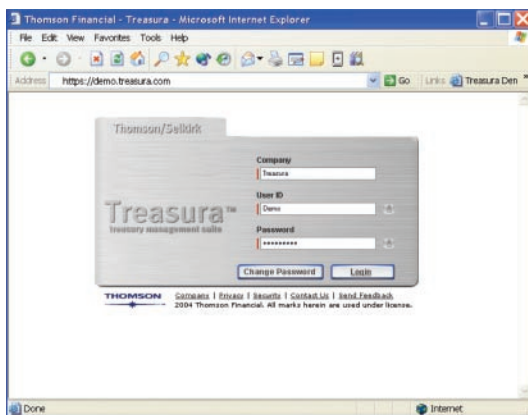 Thomson Financial - Treasura - Microsoft Internet Explorer
File Edit View Favorites Tools Help
Address https://demo.treasura.com Go Links Treasura Den
Thomson/Selkirk
Company
Treasura
User ID
Treasura™ Demo
treasury management suite
Password
•••••••••
Change Password Login
THOMSON Company | Privacy | Security | Contact Us | Send Feedback
2004 Thomson Financial. All marks herein are used under license.
Done Internet